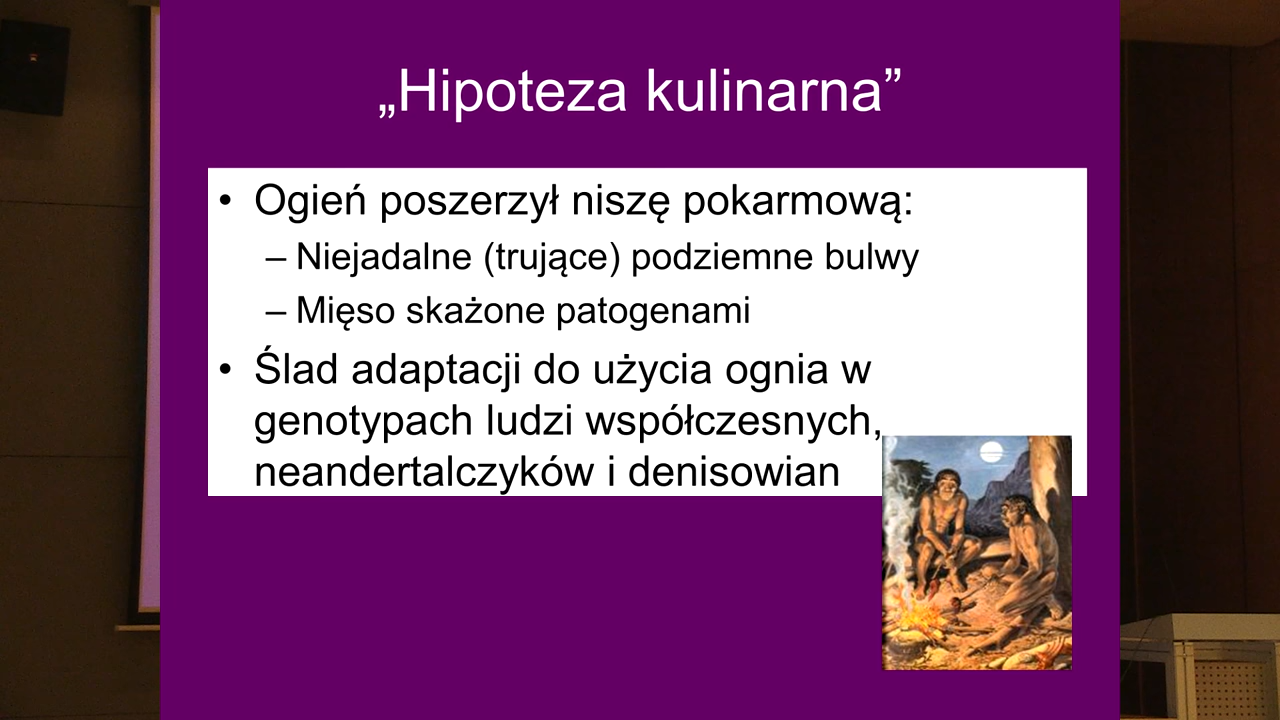 „Hipoteza kulinarna”
• Ogień poszerzył niszę pokarmową:
– Niejadalne (trujące) podziemne bulwy
– Mięso skażone patogenami
• Ślad adaptacji do użycia ognia w
genotypach ludzi współczesnych,
neandertalczyków i denisowian